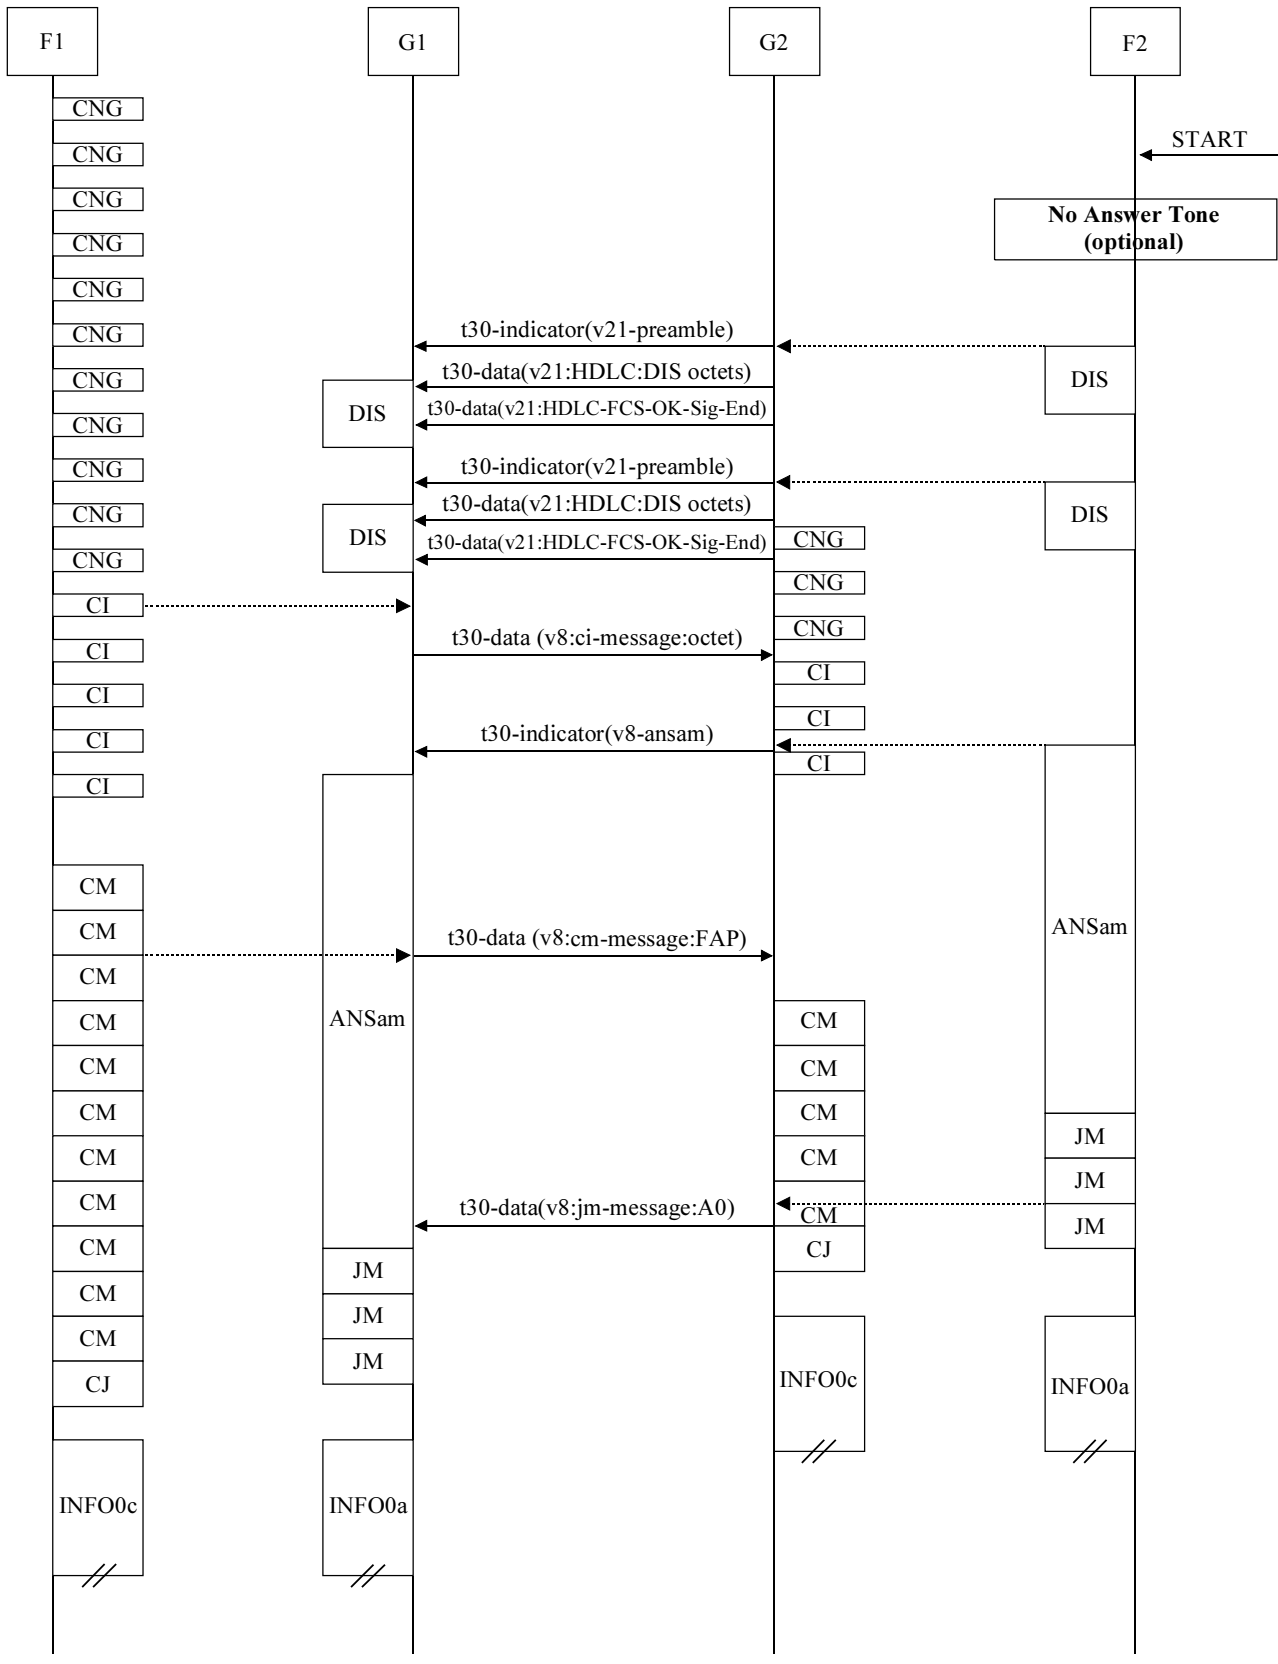 F1
G1
G2
F2
CNG
START
CNG
CNG
No Answer Tone
(optional)
CNG
CNG
CNG
t30-indicator(v21-preamble)
CNG
t30-data(v21:HDLC:DIS octets)
DIS
DIS
t30-data(v21:HDLC-FCS-OK-Sig-End)
CNG
CNG
t30-indicator(v21-preamble)
CNG
t30-data(v21:HDLC:DIS octets)
DIS
DIS
t30-data(v21:HDLC-FCS-OK-Sig-End)
CNG
CNG
CNG
CI
CNG
t30-data (v8:ci-message:octet)
CI
CI
CI
CI
t30-indicator(v8-ansam)
CI
CI
CI
CM
CM
t30-data (v8:cm-message:FAP)
ANSam
CM
CM
ANSam
CM
CM
CM
CM
CM
CM
CM
JM
JM
CM
t30-data(v8:jm-message:A0)
CM
JM
CM
CJ
JM
CM
JM
CM
JM
CJ
INFO0c
INFO0a
INFO0c
INFO0a